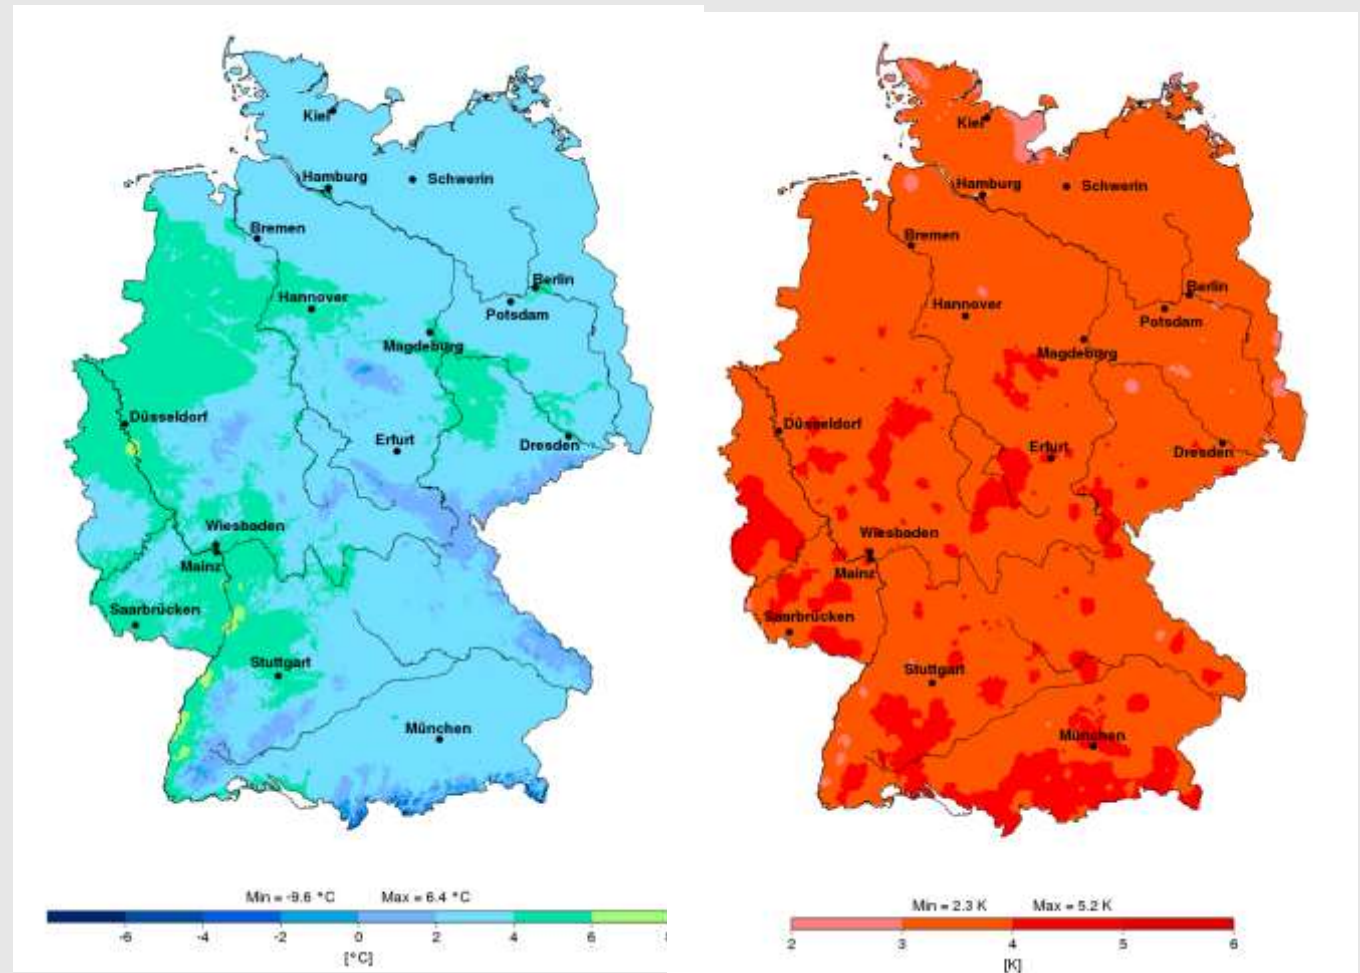 Kiel
Hamburg
Schwerin
Bremen
Berlin
Hannover
Potsdam
Magdeburg
Düsseldorf
Erfurt
Dresden
Wiesbaden
Mainz
Saarbrücken
Stuttgart
München
Min = -9.6 °C Max = 6.4 °C
-6 -4 -2 0 2 4 6
[°C]
Kiel
Hamburg
Schwerin
Bremen
Berlin
Hannover
Potsdam
Magdeburg
Düsseldorf
Erfurt
Dresden
Wiesbaden
Mainz
Saarbrücken
Stuttgart
München
Min = 2.3 K Max = 5.2 K
2 3 4 5 6
[K]